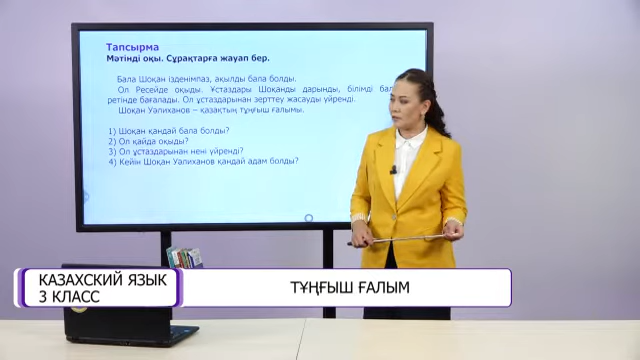 Тапсырма
Мәтінді оқы. Сұрақтарға жауап бер.
Бала Шоқан ізденімпаз, ақылды бала болды.
Ол Ресейде оқыды. Ұстаздары Шоқанды дарынды, білімді
ретінде бағалады. Ол ұстаздарынан зерттеу жасауды үйренді.
Шоқан Уәлиханов – қазақтың тұңғыш ғалымы.
1) Шоқан қандай бала болды?
2) Ол қайда оқыды?
3) Ол ұстаздарынан нені үйренді?
4) Кейін Шоқан Уәлиханов қандай адам болды?
КАЗАХСКИЙ ЯЗЫК
3 КЛАСС
ТҰҢҒЫШ ҒАЛЫМ